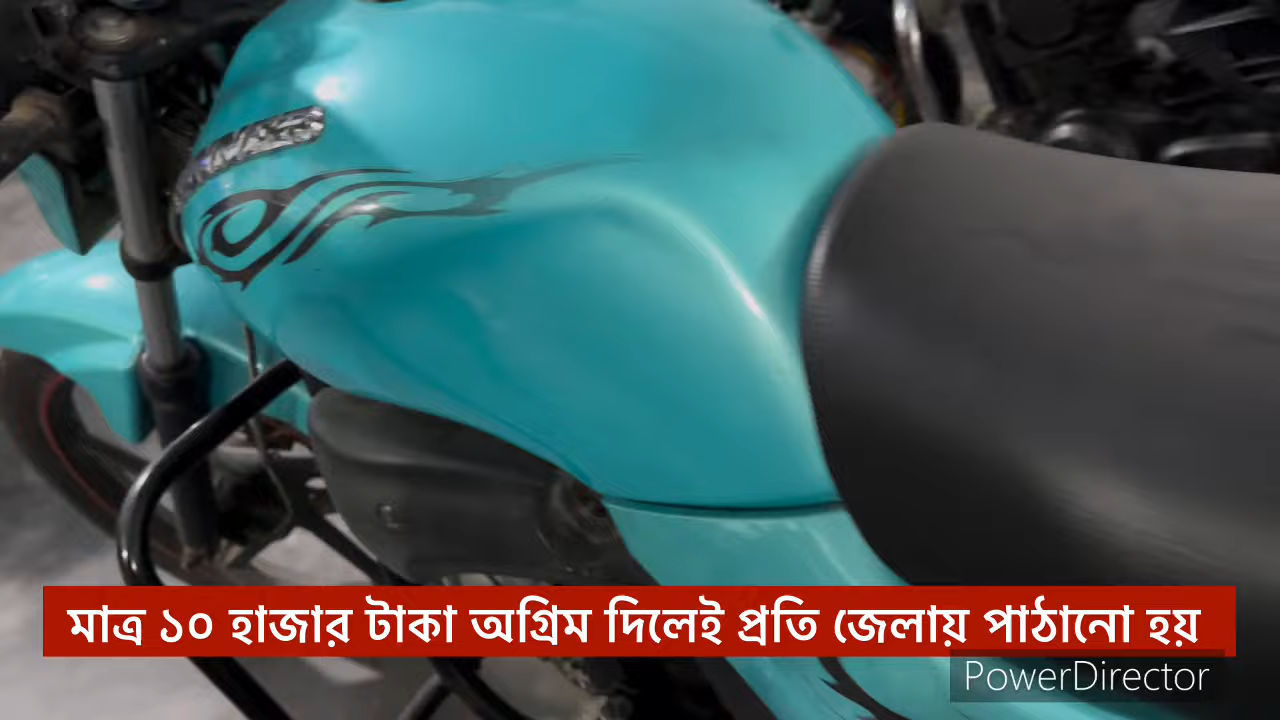 মাত্র ১০ হাজার টাকা অগ্রিম দিলেই প্রতি জেলায় পাঠানো হয়
PowerDirector